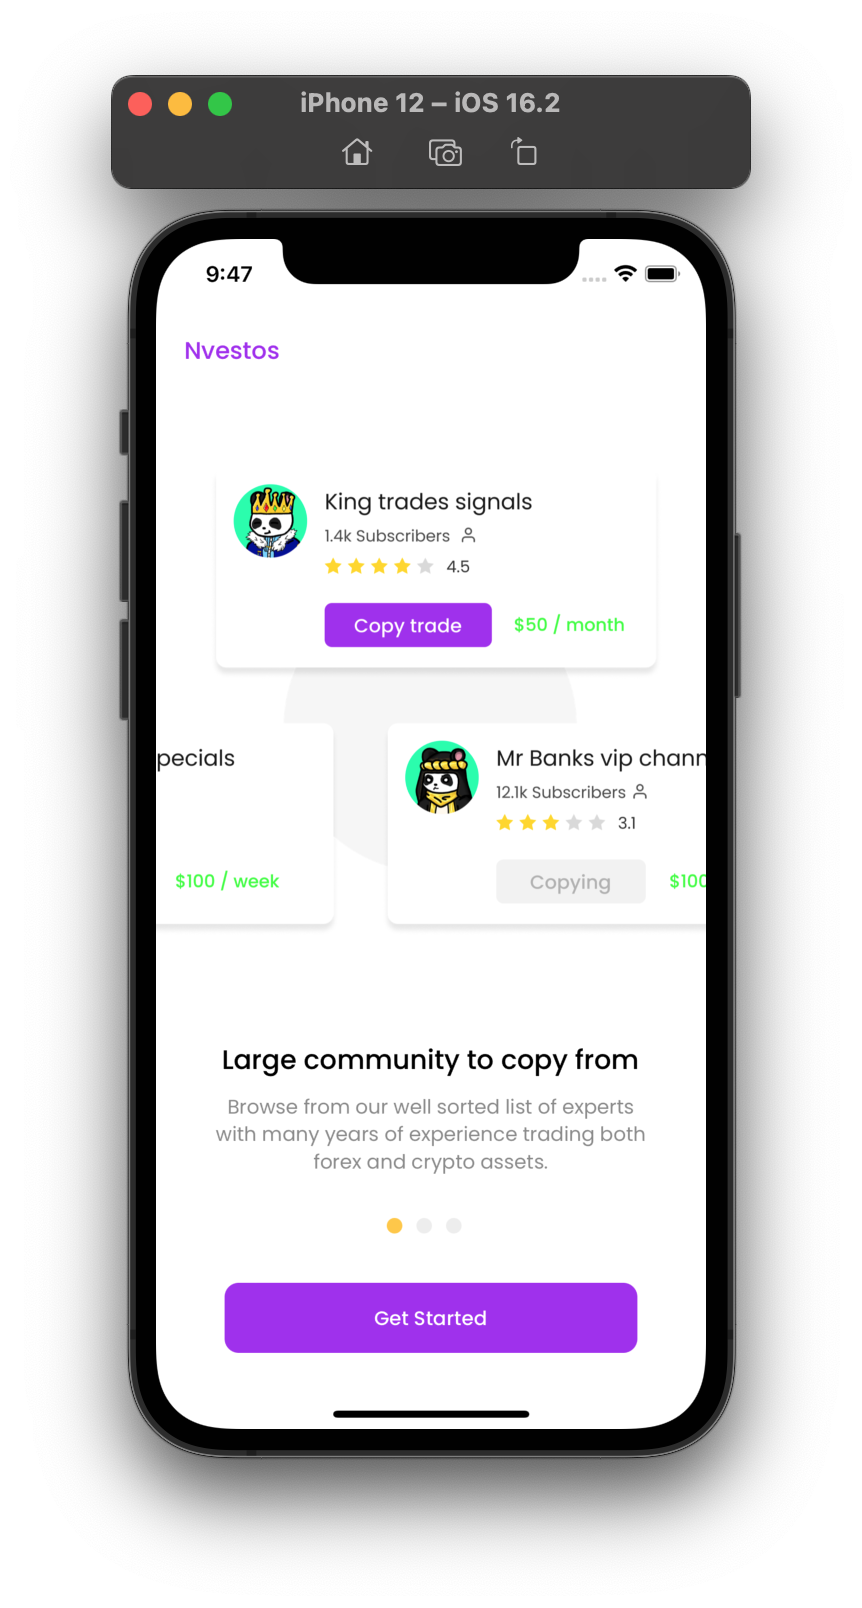 iPhone 12 – iOS 16.2
9:47
Nvestos
King trades signals
1.4k Subscribers
4.5
Copy trade
$50 / month
pecials
$100 / week
Mr Banks vip chann
12.1k Subscribers
3.1
Copying
$100
Large community to copy from
Browse from our well sorted list of experts
with many years of experience trading both
forex and crypto assets.
Get Started